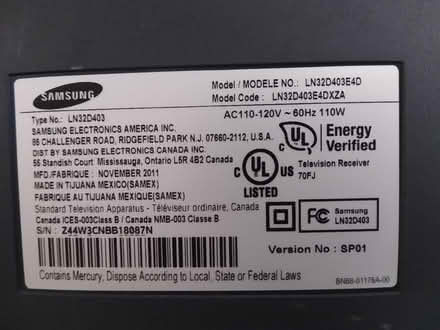 SAMSUNG
Model / MODELE NO.: LN32D403E4D
Model Code : LN32D403E4DXZA
Type No.: LN32D403
AC110-120V ~ 60Hz 110W
SAMSUNG ELECTRONICS AMERICA INC.
85 CHALLENGER ROAD, RIDGEFIELD PARK N.J. 07660-2112, U.S.A
DIST BY SAMSUNG ELECTRONICS CANADA INC.
55 Standish Court: Mississauga, Ontario L5R 4B2 Canada
MFG./FABRIQUE : NOVEMBER 2011
MADE IN TIJUANA MEXICO(SAMEX)
FABRIQUE AU TIJUANA MEXIQUE(SAMEX)
UL
Energy
Verified
c UL us
LISTED
Television Receiver
70FJ
Standard Television Apparatus - Téléviseur ordinaire, Canada
Canada ICES-003Class B / Canada NMB-003 Classe B
S/N : Z44W3CNBB18087N
FC
Samsung
LN32D403
Version No : SP01
Contains Mercury, Dispose According to Local, State or Federal Laws
BN68-01176A-00